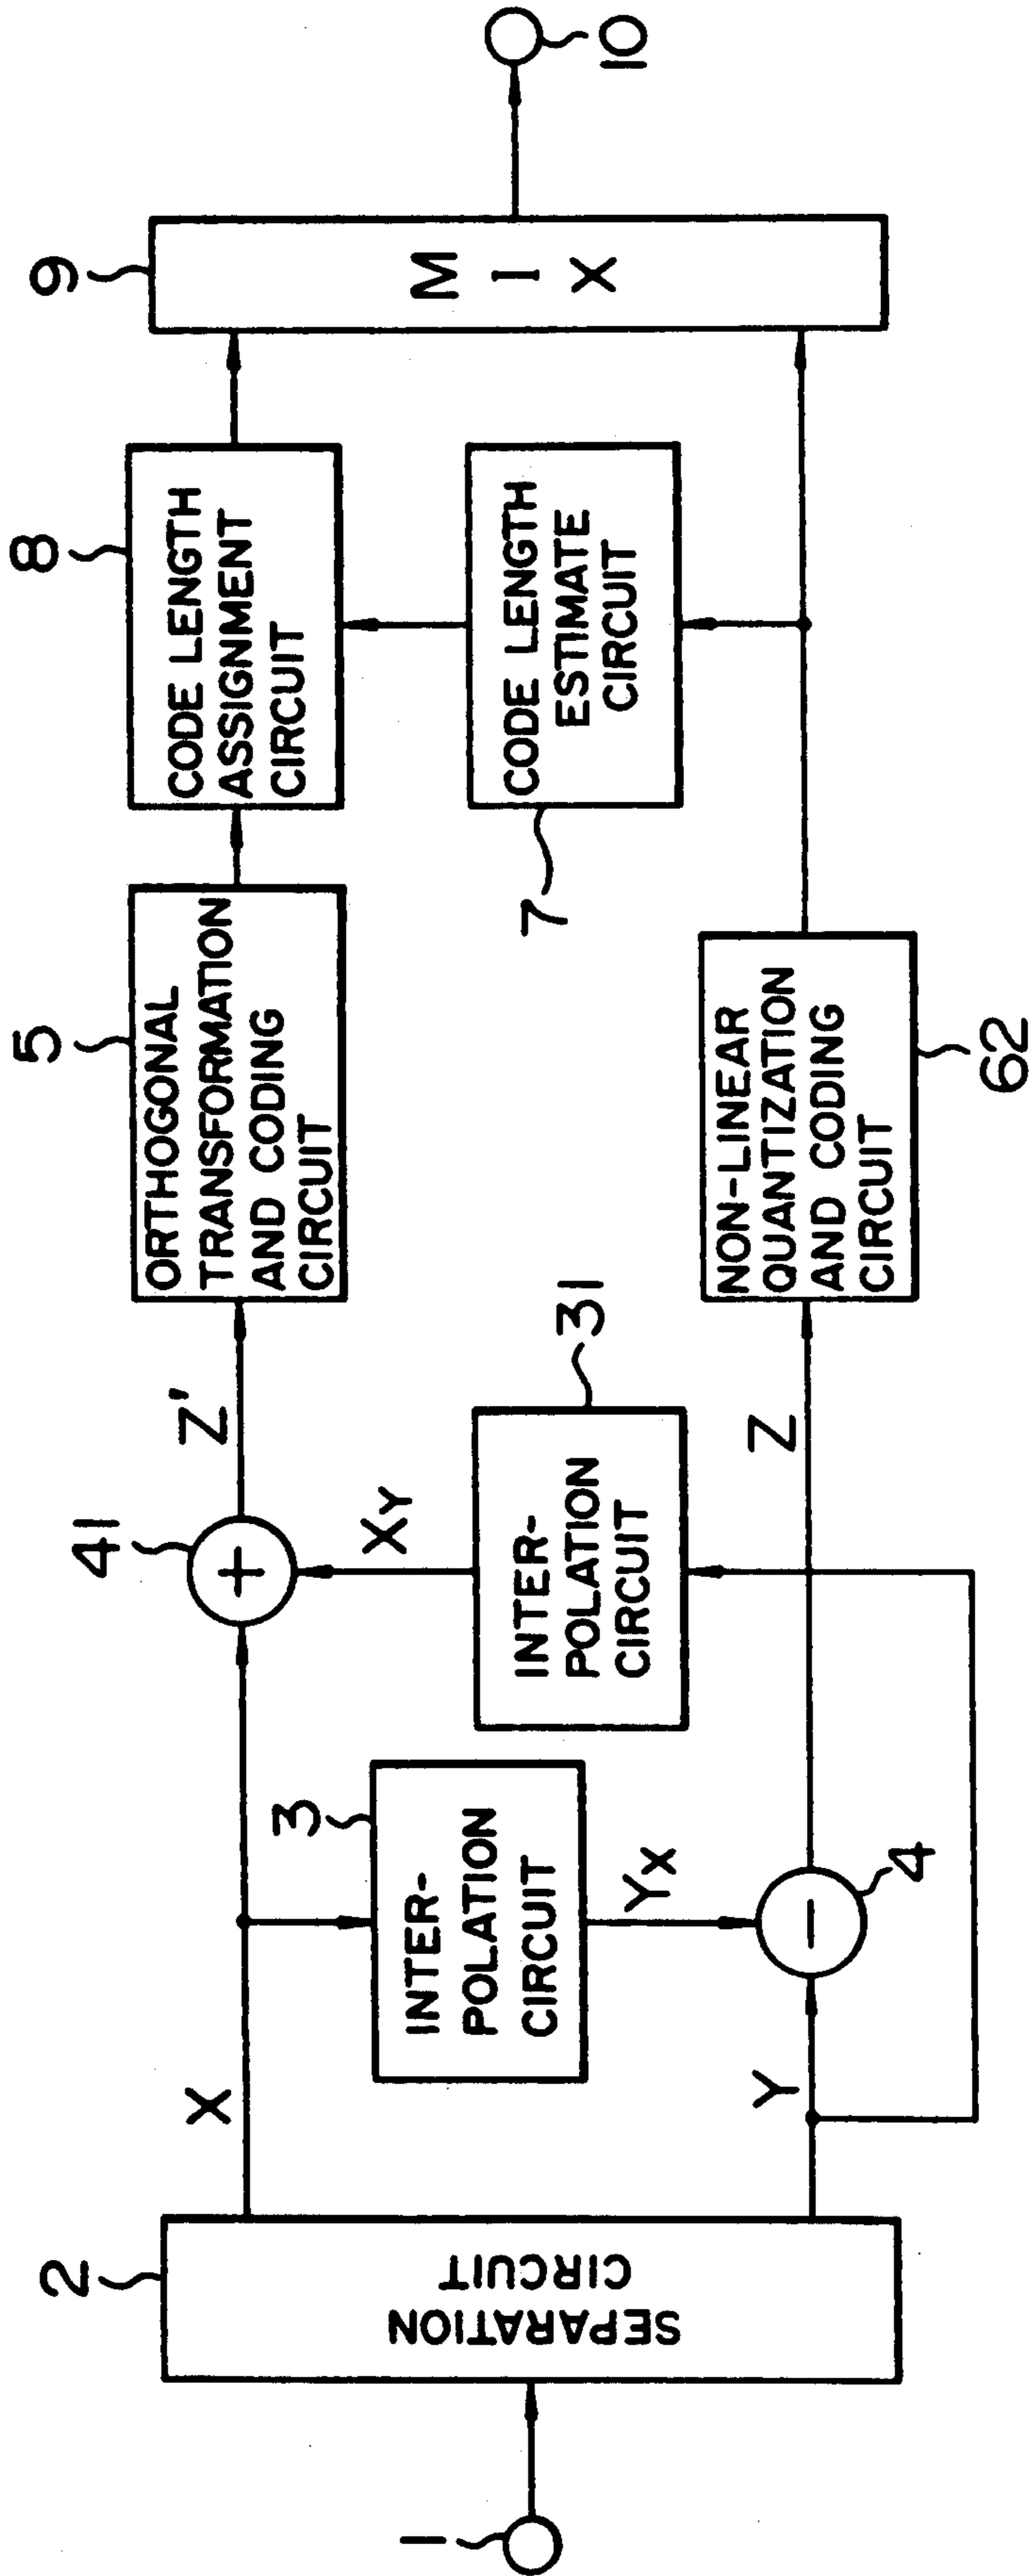 1
2
SEPARATION
CIRCUIT
X
Y
3
INTER-
POLATION
CIRCUIT
YX
4
−
41
+
XY
INTER-
POLATION
CIRCUIT
31
Z'
Z
5
ORTHOGONAL
TRANSFORMATION
AND CODING
CIRCUIT
NON-LINEAR
QUANTIZATION
AND CODING
CIRCUIT
62
8
CODE LENGTH
ASSIGNMENT
CIRCUIT
7
CODE LENGTH
ESTIMATE
CIRCUIT
9
M
I
X
10